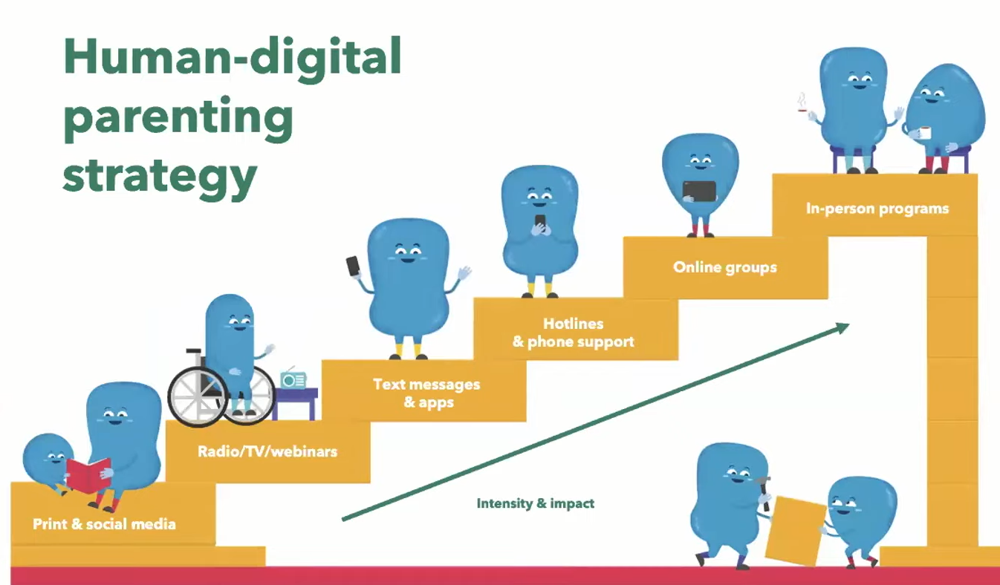 Human-digital
parenting
strategy
In-person programs
Online groups
Hotlines
& phone support
Text messages
& apps
Radio/TV/webinars
Print & social media
Intensity & impact